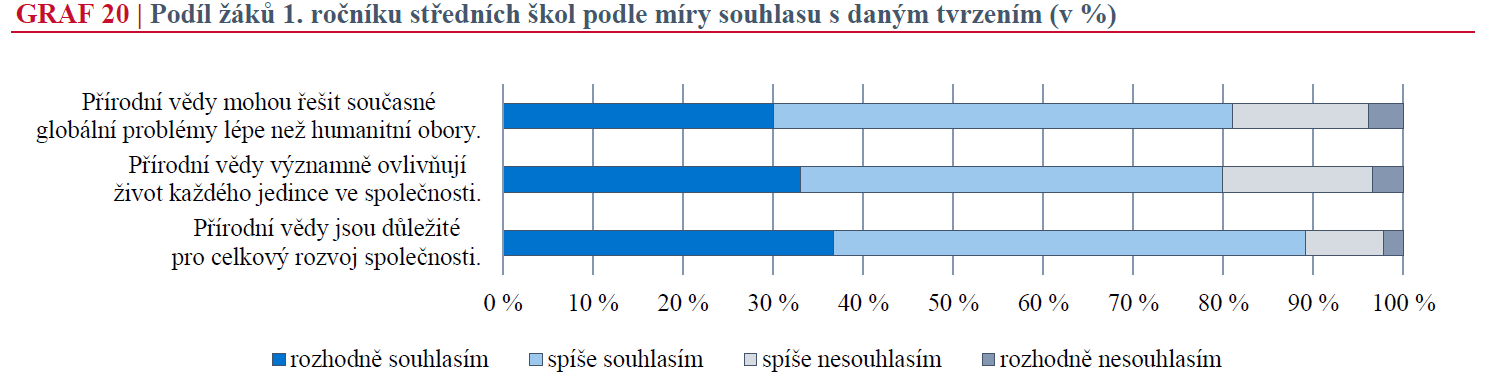 GRAF 20 | Podíl žáků 1. ročníku středních škol podle míry souhlasu s daným tvrzením (v %)
Přírodní vědy mohou řešit současné
globální problémy lépe než humanitní obory.
Přírodní vědy významně ovlivňují
život každého jedince ve společnosti.
Přírodní vědy jsou důležité
pro celkový rozvoj společnosti.
0 % 10 % 20 % 30 % 40 % 50 % 60 % 70 % 80 % 90 % 100 %
rozhodně souhlasím spíše souhlasím spíše nesouhlasím rozhodně nesouhlasím